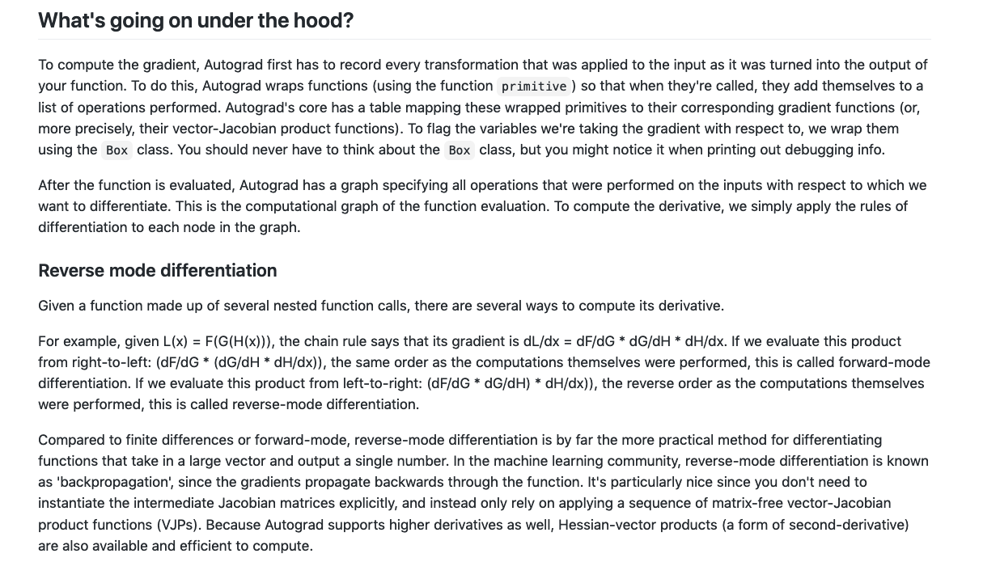 What's going on under the hood?
To compute the gradient, Autograd first has to record every transformation that was applied to the input as it was turned into the output of
your function. To do this, Autograd wraps functions (using the function primitive) so that when they're called, they add themselves to a
list of operations performed. Autograd's core has a table mapping these wrapped primitives to their corresponding gradient functions (or,
more precisely, their vector-Jacobian product functions). To flag the variables we're taking the gradient with respect to, we wrap them
using the Box class. You should never have to think about the Box class, but you might notice it when printing out debugging info.
After the function is evaluated, Autograd has a graph specifying all operations that were performed on the inputs with respect to which we
want to differentiate. This is the computational graph of the function evaluation. To compute the derivative, we simply apply the rules of
differentiation to each node in the graph.
Reverse mode differentiation
Given a function made up of several nested function calls, there are several ways to compute its derivative.
For example, given L(x) = F(G(H(x))), the chain rule says that its gradient is dL/dx = dF/dG * dG/dH * dH/dx. If we evaluate this product
from right-to-left: (dF/dG * (dG/dH * dH/dx)), the same order as the computations themselves were performed, this is called forward-mode
differentiation. If we evaluate this product from left-to-right: (dF/dG * dG/dH) * dH/dx)), the reverse order as the computations themselves
were performed, this is called reverse-mode differentiation.
Compared to finite differences or forward-mode, reverse-mode differentiation is by far the more practical method for differentiating
functions that take in a large vector and output a single number. In the machine learning community, reverse-mode differentiation is known
as 'backpropagation', since the gradients propagate backwards through the function. It's particularly nice since you don't need to
instantiate the intermediate Jacobian matrices explicitly, and instead only rely on applying a sequence of matrix-free vector-Jacobian
product functions (VJPs). Because Autograd supports higher derivatives as well, Hessian-vector products (a form of second-derivative)
are also available and efficient to compute.